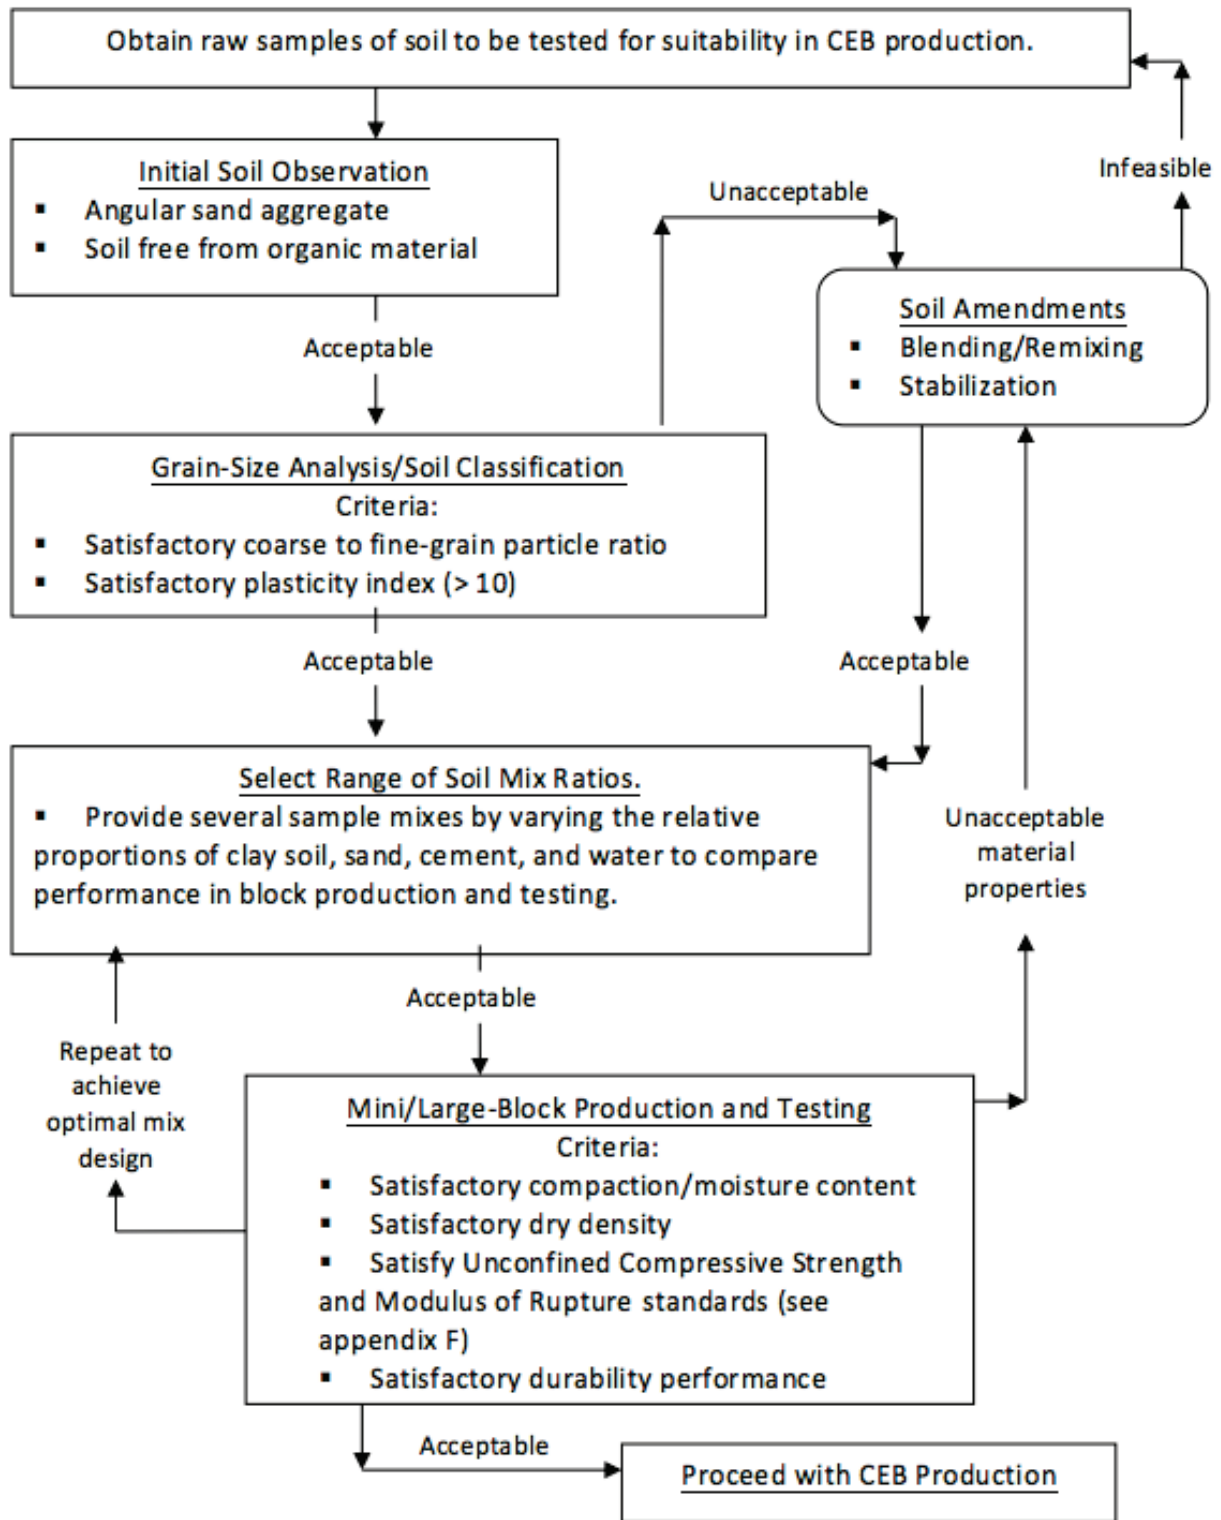 Obtain raw samples of soil to be tested for suitability in CEB production.
Initial Soil Observation
▪ Angular sand aggregate
▪ Soil free from organic material
Infeasible
Unacceptable
Soil Amendments
▪ Blending/Remixing
▪ Stabilization
Acceptable
Grain-Size Analysis/Soil Classification
Criteria:
▪ Satisfactory coarse to fine-grain particle ratio
▪ Satisfactory plasticity index (> 10)
Acceptable
Acceptable
Select Range of Soil Mix Ratios.
▪ Provide several sample mixes by varying the relative
proportions of clay soil, sand, cement, and water to compare
performance in block production and testing.
Unacceptable
material
properties
Acceptable
Repeat to
achieve
optimal mix
design
Mini/Large-Block Production and Testing
Criteria:
▪ Satisfactory compaction/moisture content
▪ Satisfactory dry density
▪ Satisfy Unconfined Compressive Strength
and Modulus of Rupture standards (see
appendix F)
▪ Satisfactory durability performance
Acceptable
Proceed with CEB Production